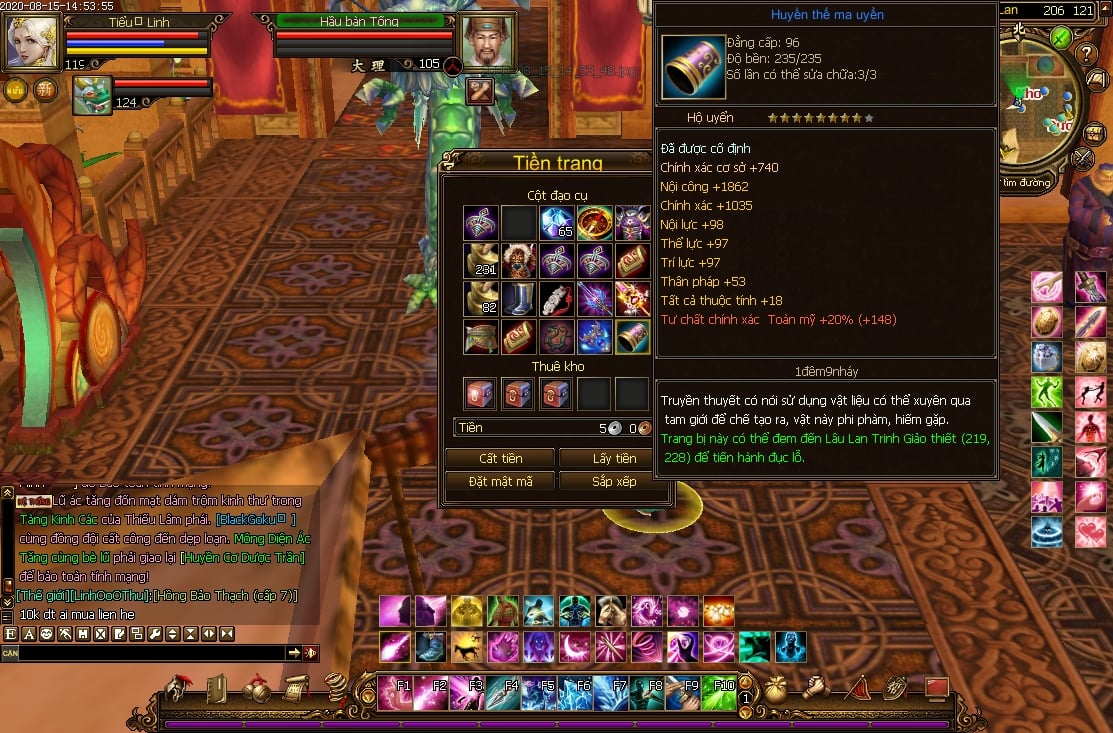 2020-08-15-14:53:55
Tiểu Linh
119
124
Hầu bàn Tống
大理
105
Lan 206 121
北
tìm đường
Huyền thế ma uyển
Đẳng cấp: 96
Độ bền: 235/235
Số lần có thể sửa chữa:3/3
Hộ uyển
Đã được cố định
Chính xác cơ sở +740
Nội công +1862
Chính xác +1035
Nội lực +98
Thể lực +97
Trí lực +97
Thân pháp +53
Tất cả thuộc tính +18
Tư chất chính xác Toàn mỹ +20% (+148)
1đêm9nháy
Truyền thuyết có nói sử dụng vật liệu có thể xuyên qua
tam giới để chế tạo ra, vật này phi phàm, hiếm gặp.
Trang bị này có thể đem đến Lâu Lan Trinh Giảo thiết (219,
228) để tiến hành đục lỗ.
Tiền trang
Cột đạo cụ
65
231
82
Thuê kho
Tiền 5 0
Cất tiền Lấy tiền
Đặt mật mã Sắp xếp
Lũ ác tăng đốn mạt dám trộm kinh thư trong
Tàng Kinh Các của Thiếu Lâm phái. [BlackGoku ]
cùng đồng đội cất công đến dẹp loạn. Mông Diện Ác
Tăng cùng bè lũ phải giao lại [Huyền Cơ Dược Trần]
để bảo toàn tính mạng!
[Thế giới][LinhOoOThu]:[Hồng Bảo Thạch (cấp 7)]
10k dt ai mua lien he
CẬN
F1 F2 F3 F4 F5 F6 F7 F8 F9 F10
1